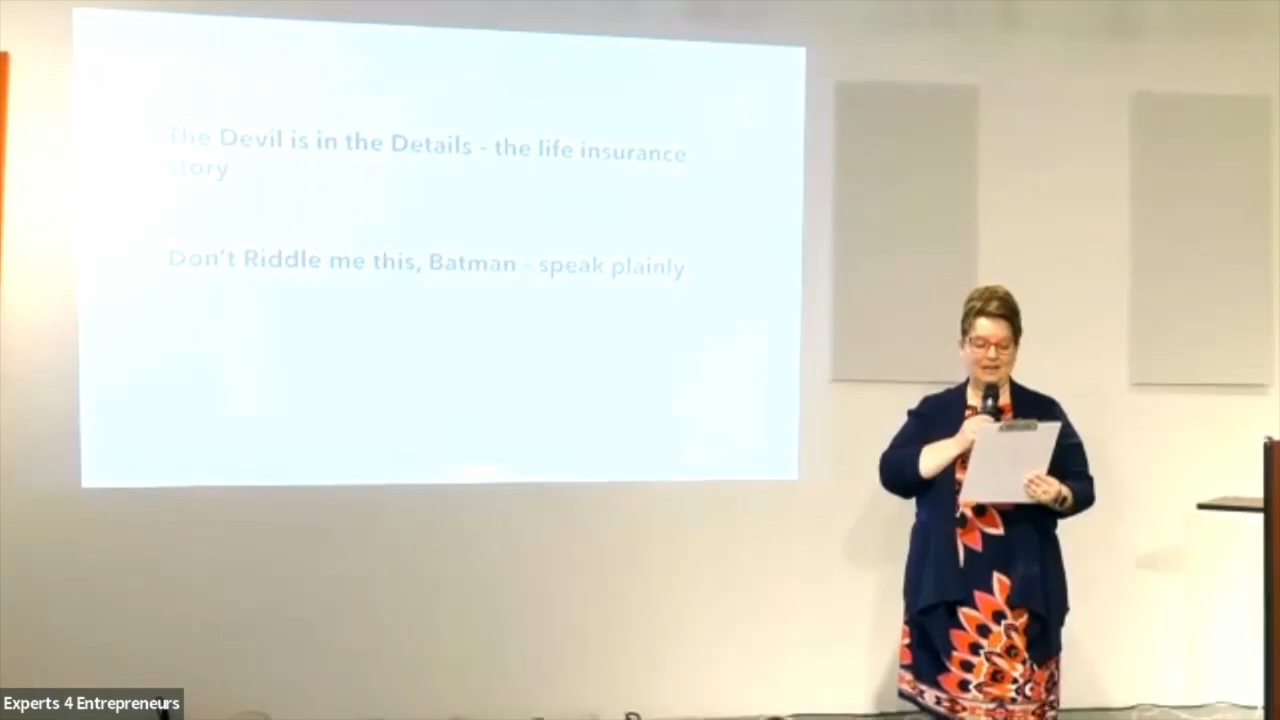 The Devil is in the Details - the life insurance
story
Don't Riddle me this, Batman - speak plainly
Experts 4 Entrepreneurs